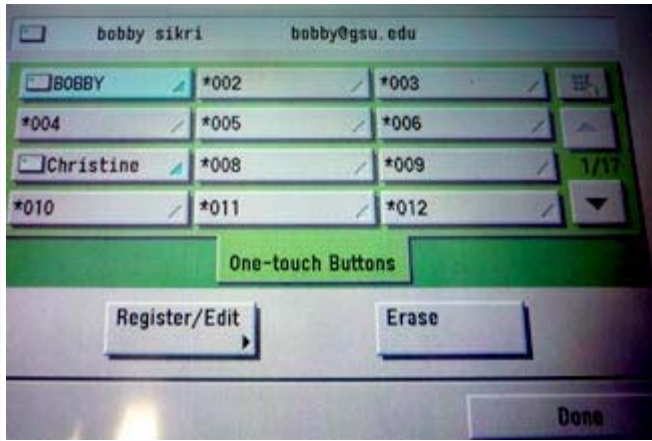 bobby sikri bobby@gsu.edu
BOBBY *002 *003
*004 *005 *006
Christine *008 *009 1/17
*010 *011 *012
One-touch Buttons
Register/Edit Erase
Done